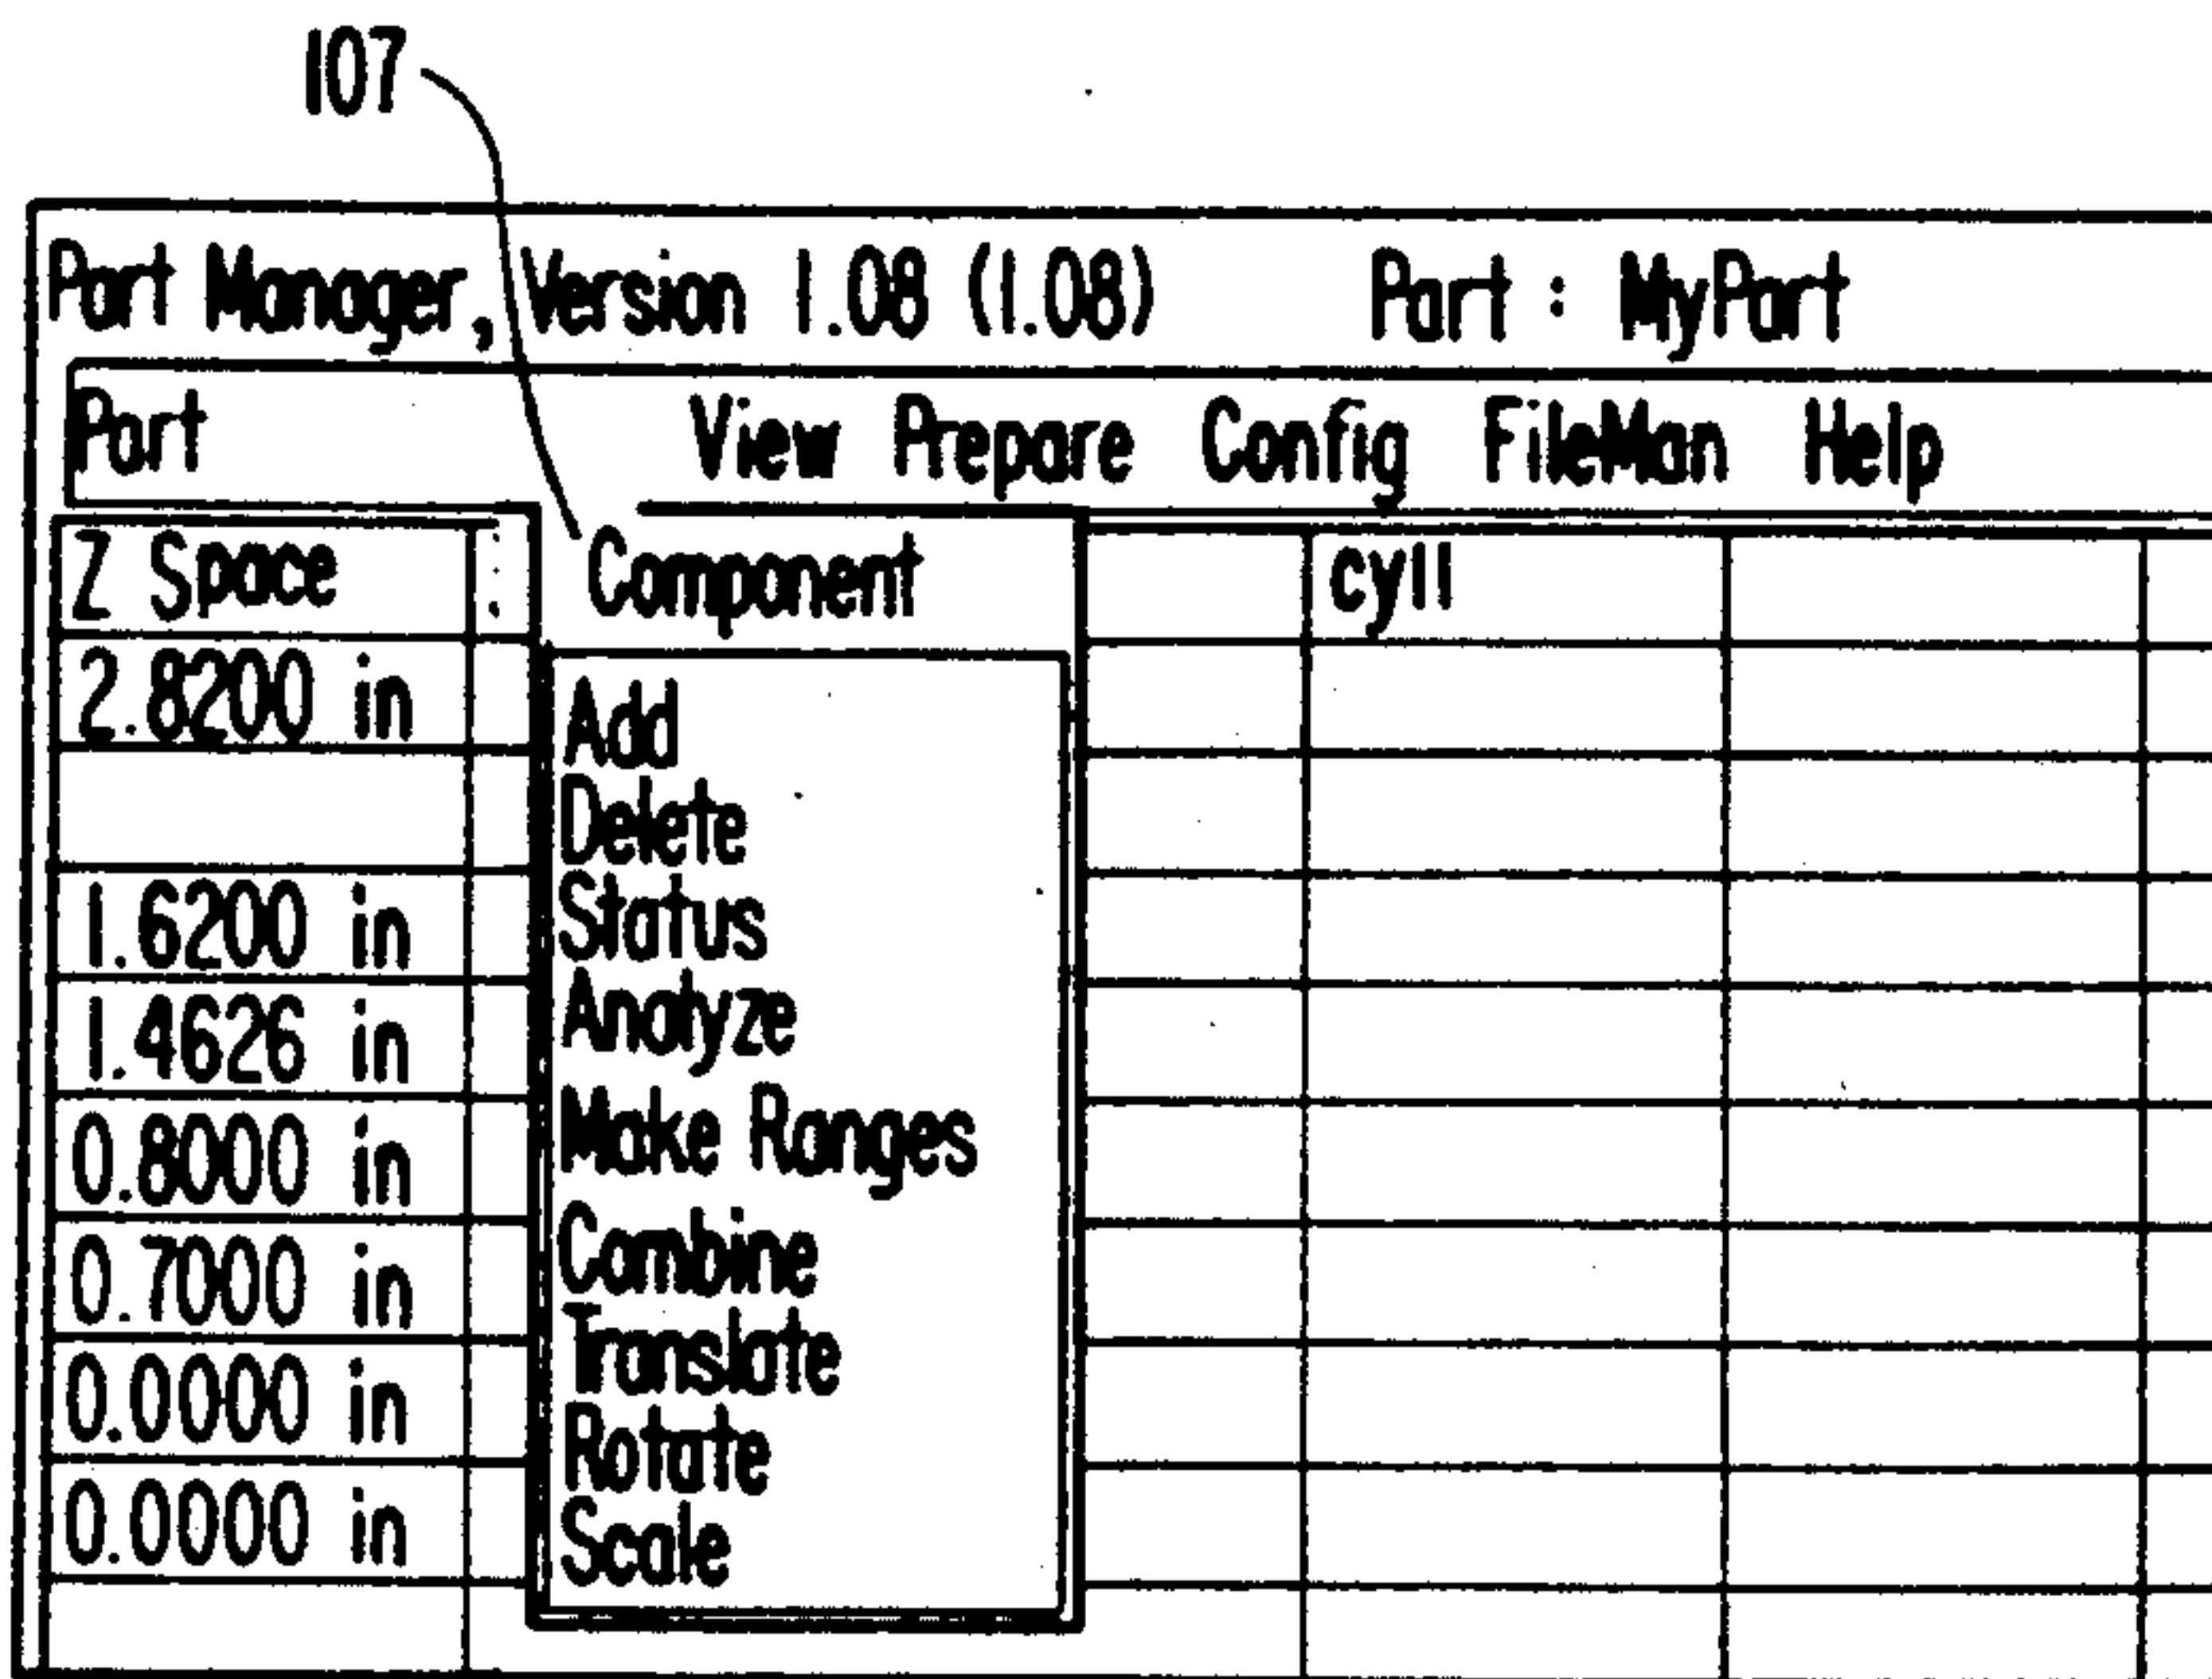 107
Part Manager, Version 1.08 (1.08) Part : MyPart
Part View Prepare Config FileMan Help
Z Space Component cyl1
2.8200 in Add
Delete
1.6200 in Status
1.4626 in Analyze
0.8000 in Make Ranges
0.7000 in Combine
Translate
0.0000 in Rotate
0.0000 in Scale